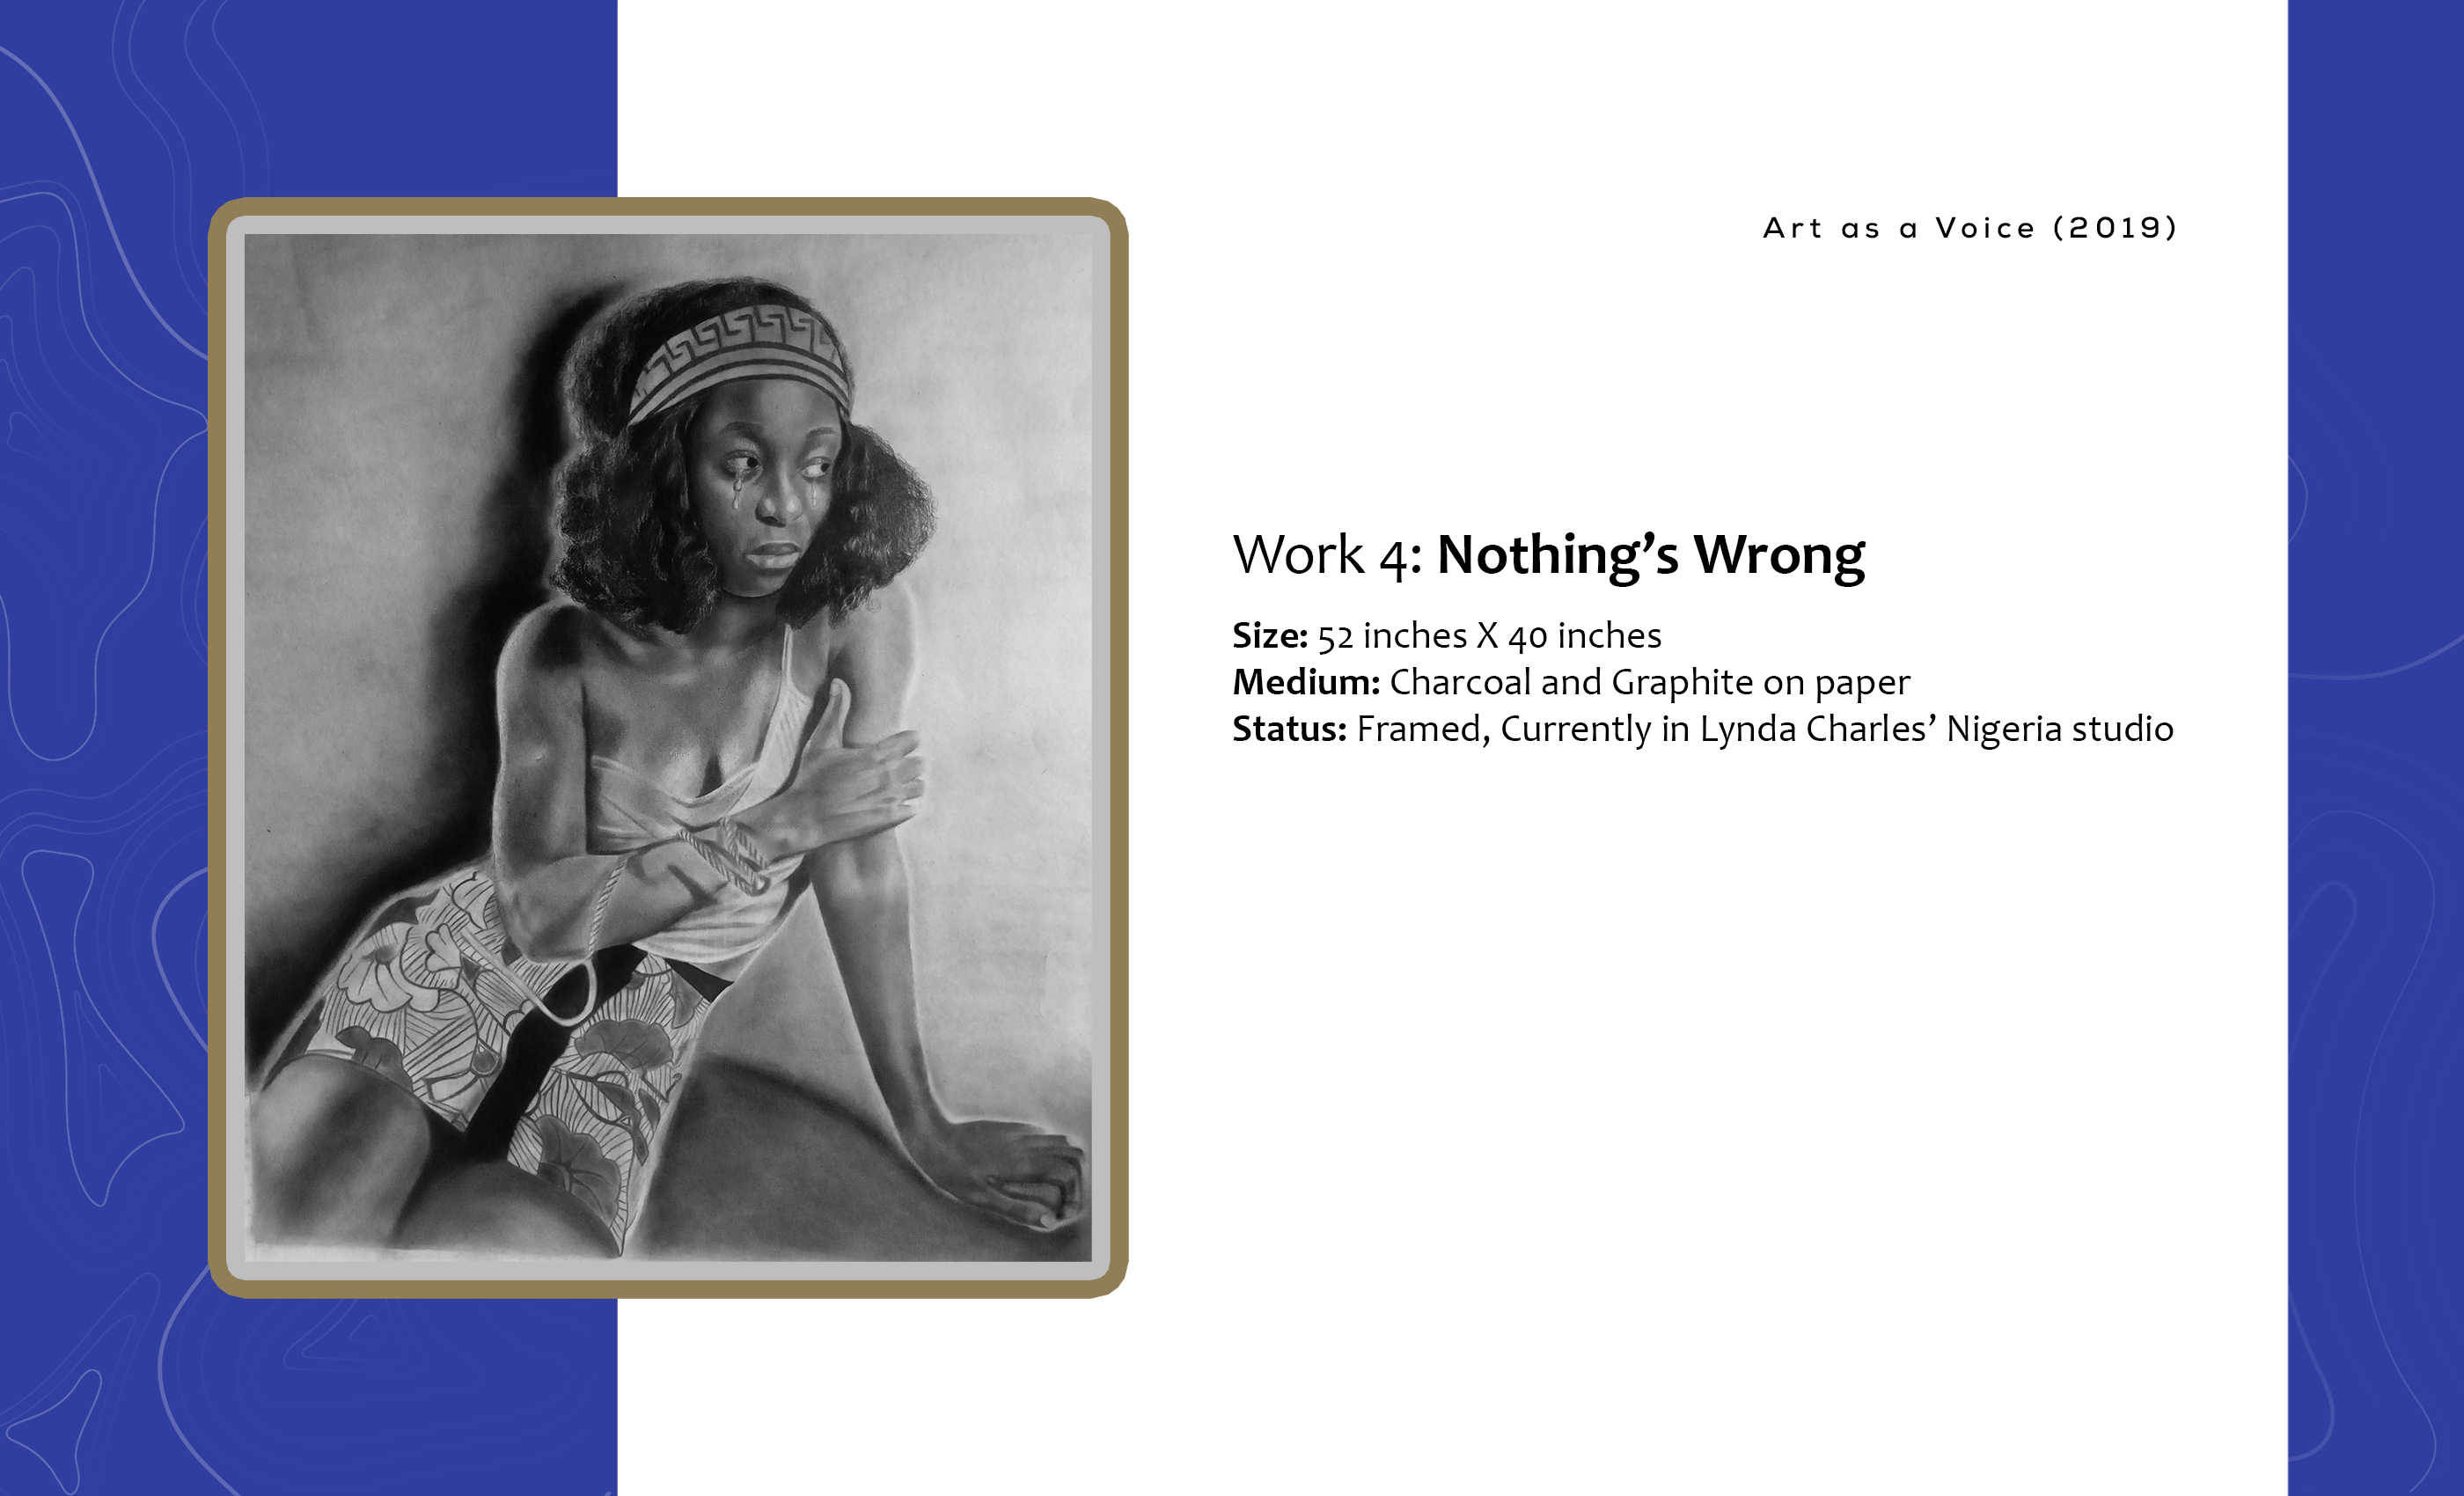 Art as a Voice (2019)
Work 4: Nothing’s Wrong
Size: 52 inches X 40 inches
Medium: Charcoal and Graphite on paper
Status: Framed, Currently in Lynda Charles’ Nigeria studio